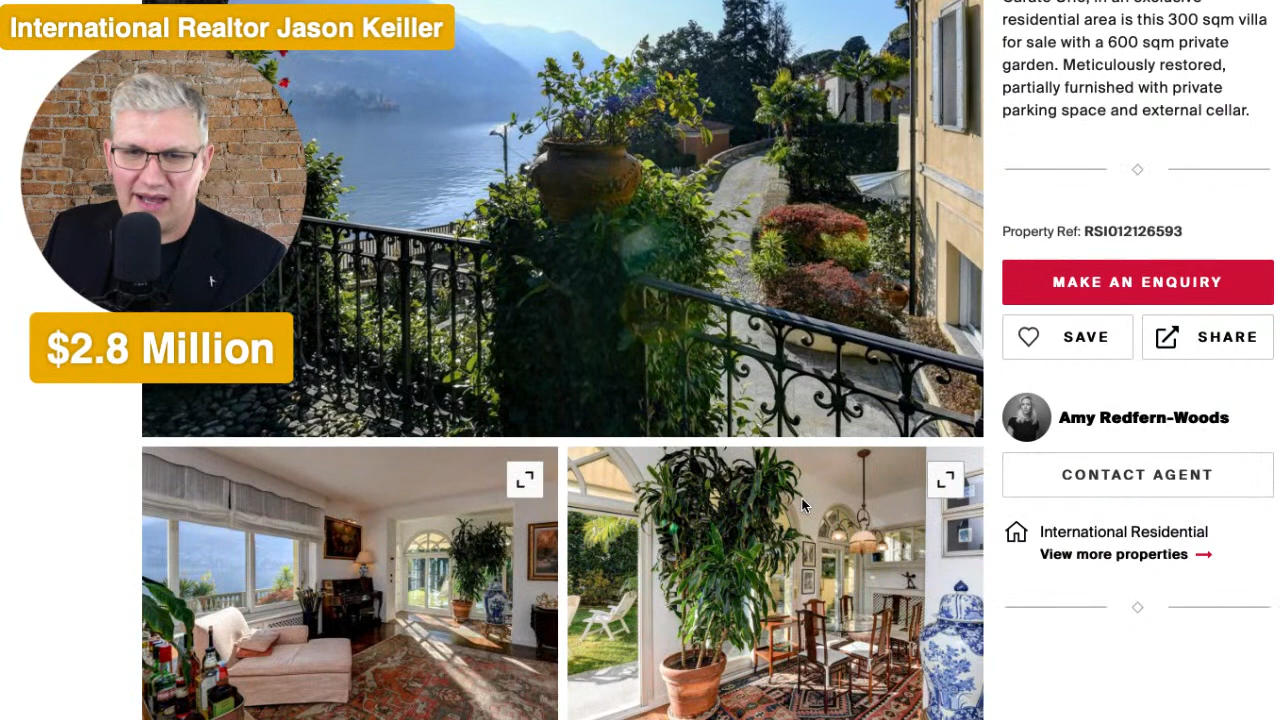 International Realtor Jason Keiller
$2.8 Million
residential area is this 300 sqm villa
for sale with a 600 sqm private
garden. Meticulously restored,
partially furnished with private
parking space and external cellar.
Property Ref: RSI012126593
MAKE AN ENQUIRY
SAVE
SHARE
Amy Redfern-Woods
CONTACT AGENT
International Residential
View more properties